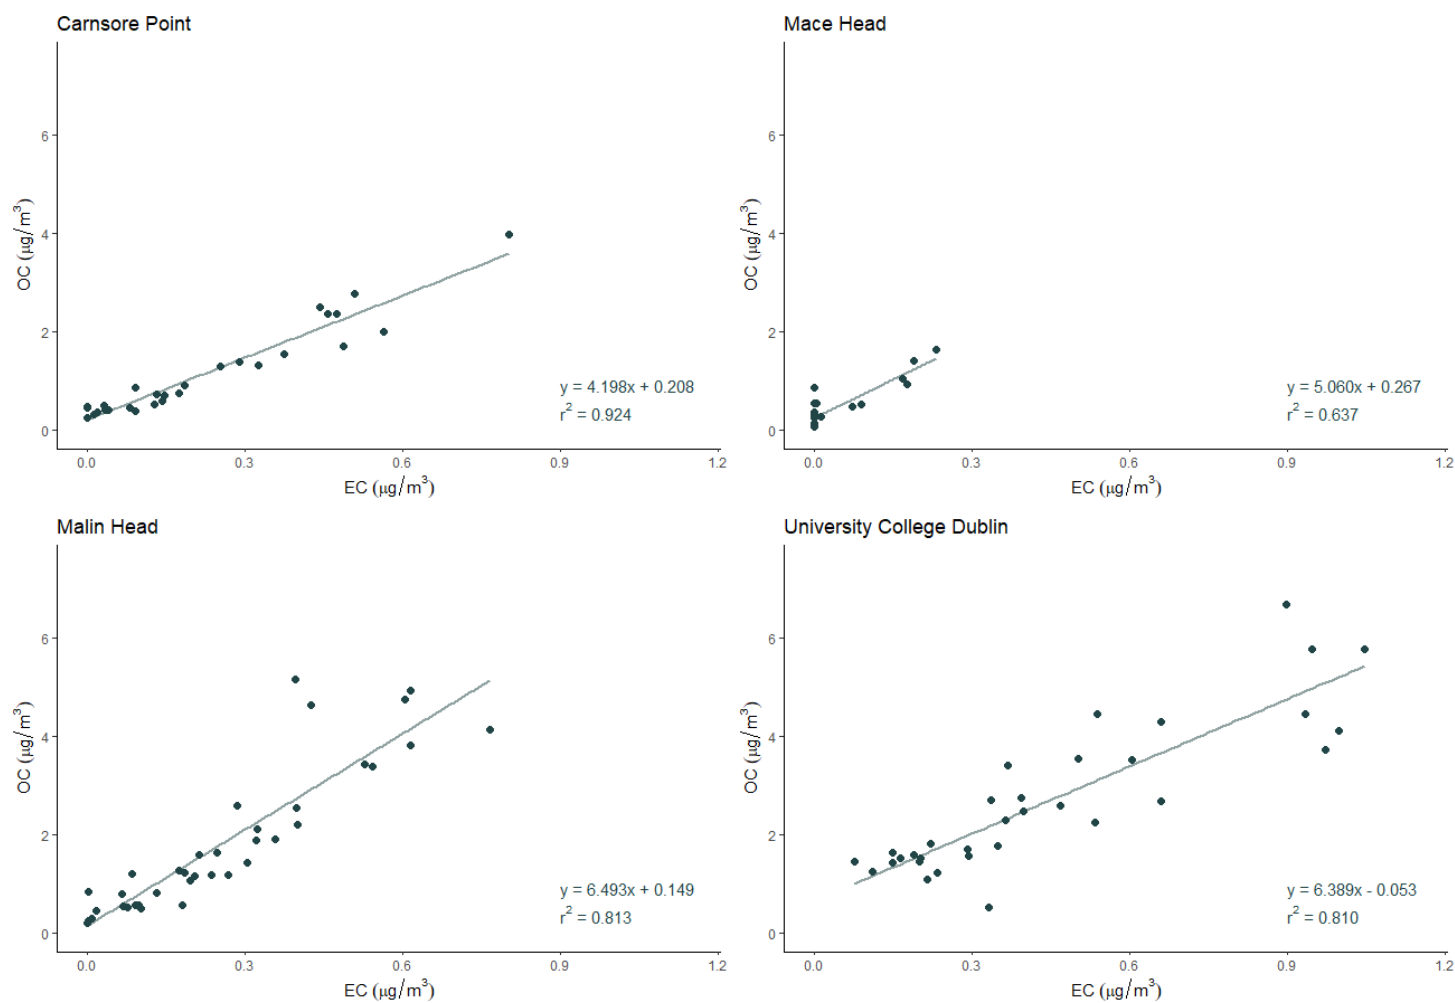 Carnsore Point
6
4
2
0
OC (μg/m³)
y = 4.198x + 0.208
r² = 0.924
0.0 0.3 0.6 0.9 1.2
EC (μg/m³)
Mace Head
6
4
2
0
OC (μg/m³)
y = 5.060x + 0.267
r² = 0.637
0.0 0.3 0.6 0.9 1.2
EC (μg/m³)
Malin Head
6
4
2
0
OC (μg/m³)
y = 6.493x + 0.149
r² = 0.813
0.0 0.3 0.6 0.9 1.2
EC (μg/m³)
University College Dublin
6
4
2
0
OC (μg/m³)
y = 6.389x - 0.053
r² = 0.810
0.0 0.3 0.6 0.9 1.2
EC (μg/m³)